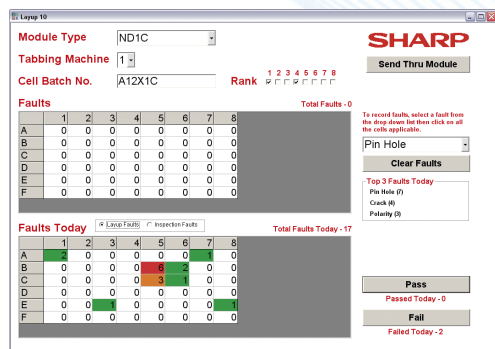 Layup 10
Module Type ND1C
SHARP
Tabbing Machine 1
Send Thru Module
Cell Batch No. A12X1C
Rank 1 2 3 4 5 6 7 8
Faults Total Faults - 0
1 2 3 4 5 6 7 8
A 0 0 0 0 0 0 0 0
B 0 0 0 0 0 0 0 0
C 0 0 0 0 0 0 0 0
D 0 0 0 0 0 0 0 0
E 0 0 0 0 0 0 0 0
F 0 0 0 0 0 0 0 0
To record faults, select a fault from
the drop down list then click on all
the cells applicable.
Pin Hole
Clear Faults
Top 3 Faults Today
Pin Hole (7)
Crack (4)
Polarity (3)
Faults Today Layup Faults Inspection Faults Total Faults Today - 17
1 2 3 4 5 6 7 8
A 2 0 0 0 0 0 1 0
B 0 0 0 0 6 2 0 0
C 0 0 0 0 3 1 0 0
D 0 0 0 0 0 0 0 0
E 0 0 1 0 0 0 0 1
F 0 0 0 0 0 0 0 0
Pass
Passed Today - 0
Fail
Failed Today - 2